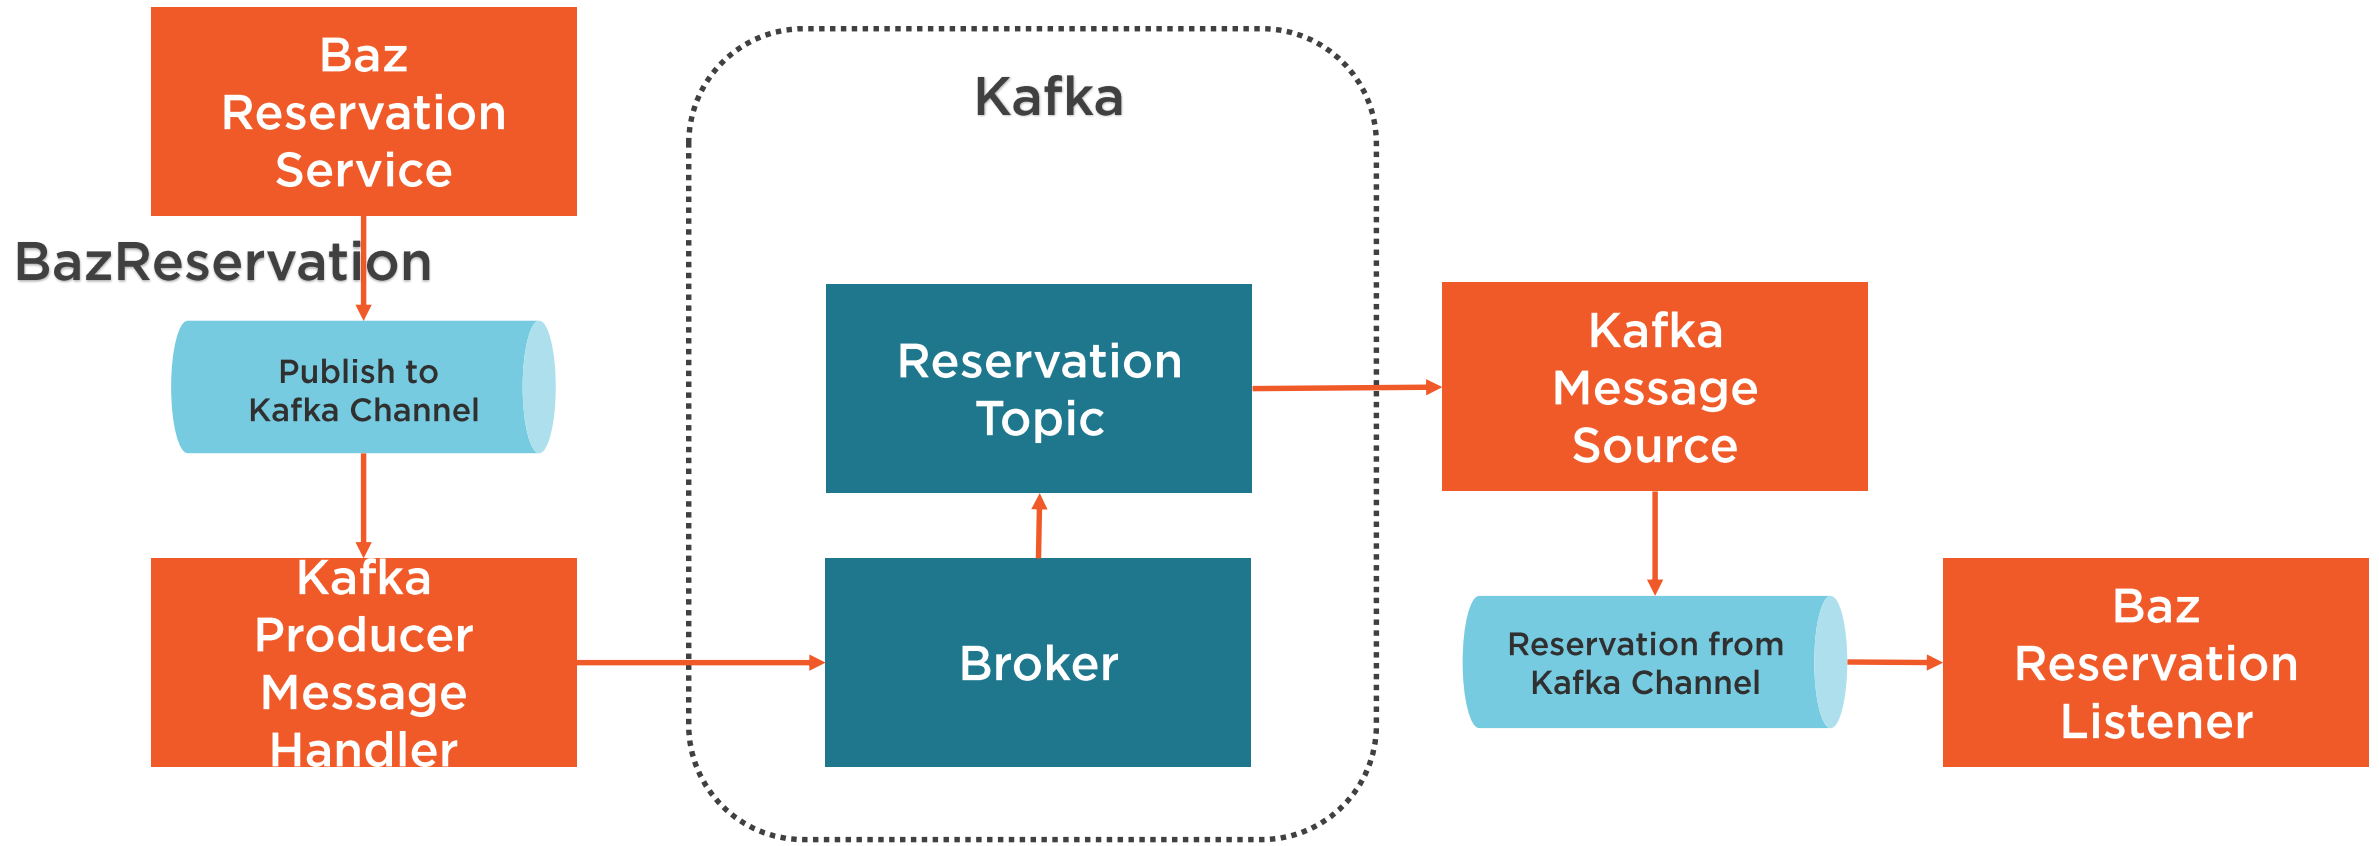 Baz
Reservation
Service
BazReservation
Publish to
Kafka Channel
Kafka
Producer
Message
Handler
Kafka
Reservation
Topic
Broker
Kafka
Message
Source
Reservation from
Kafka Channel
Baz
Reservation
Listener